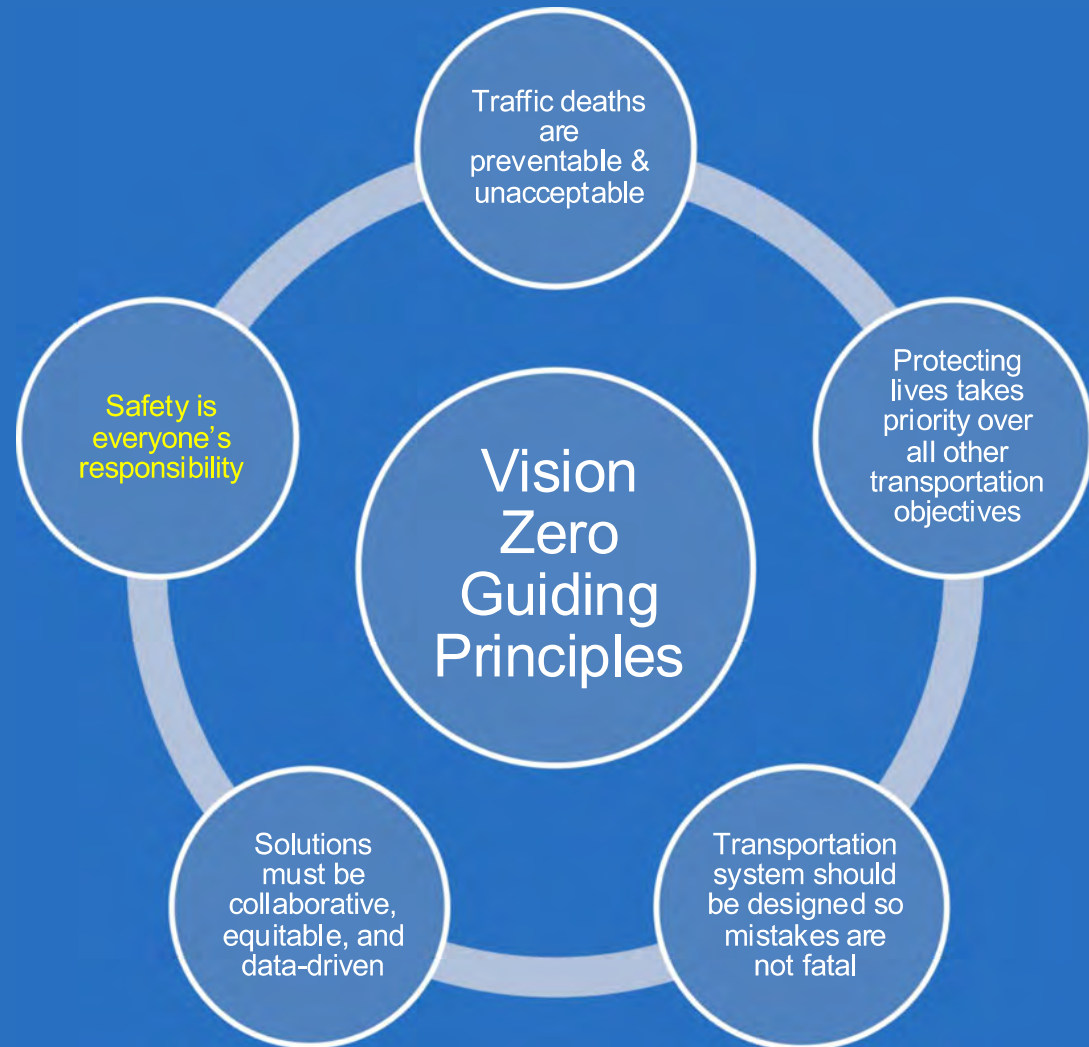 Traffic deaths
are
preventable &
unacceptable
Protecting
lives takes
priority over
all other
transportation
objectives
Safety is
everyone’s
responsibility
Vision
Zero
Guiding
Principles
Solutions
must be
collaborative,
equitable, and
data-driven
Transportation
system should
be designed so
mistakes are
not fatal